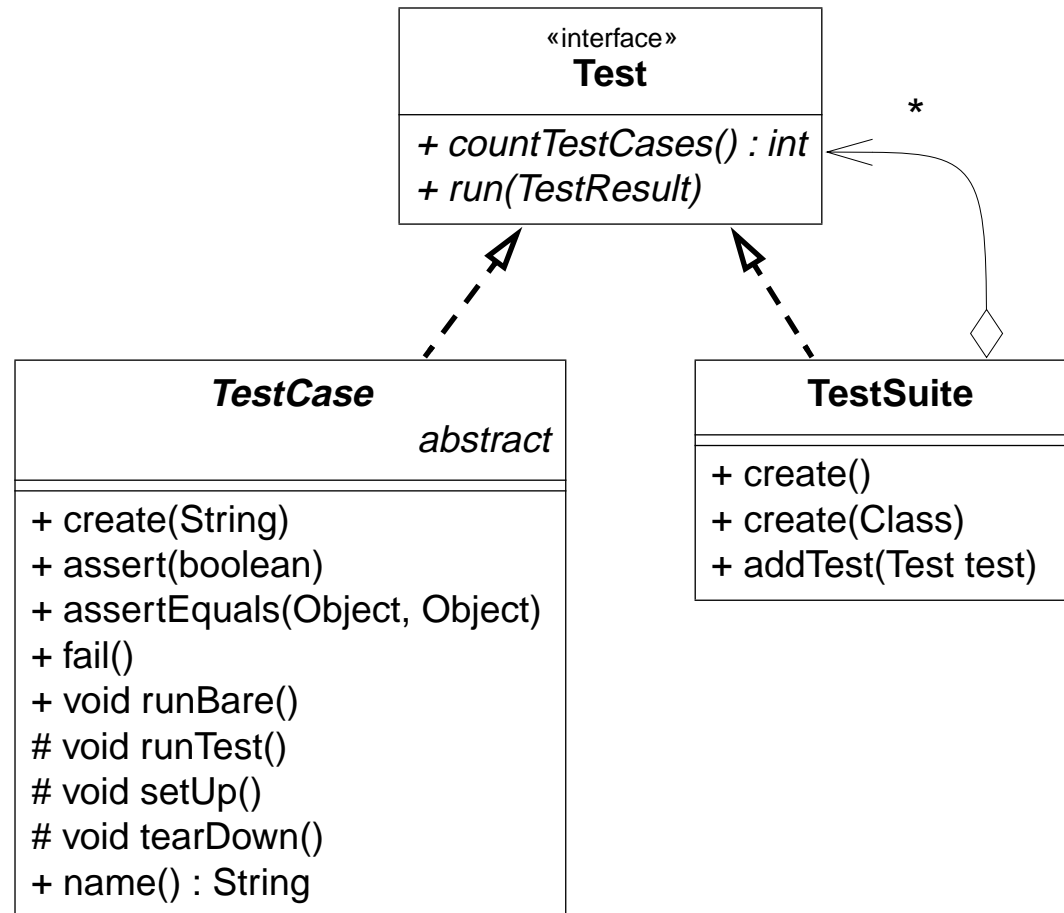 «interface»
Test
+ countTestCases() : int
+ run(TestResult)
*
TestCase
abstract
+ create(String)
+ assert(boolean)
+ assertEquals(Object, Object)
+ fail()
+ void runBare()
# void runTest()
# void setUp()
# void tearDown()
+ name() : String
TestSuite
+ create()
+ create(Class)
+ addTest(Test test)